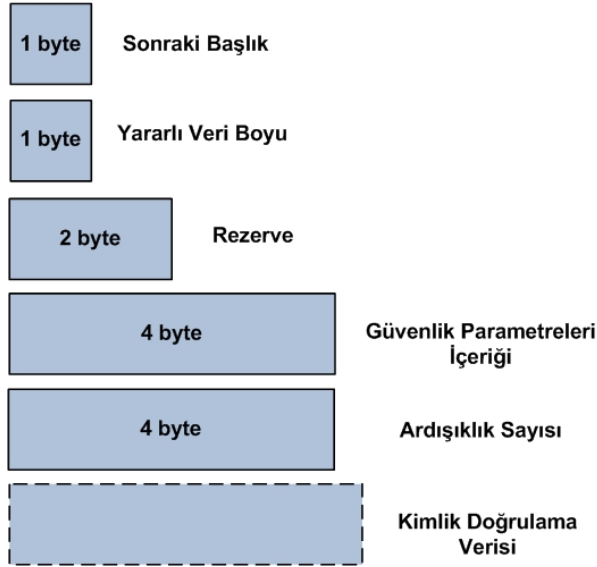 1 byte Sonraki Başlık
1 byte Yararlı Veri Boyu
2 byte Rezerve
4 byte Güvenlik Parametreleri
İçeriği
4 byte Ardışıklık Sayısı
Kimlik Doğrulama
Verisi